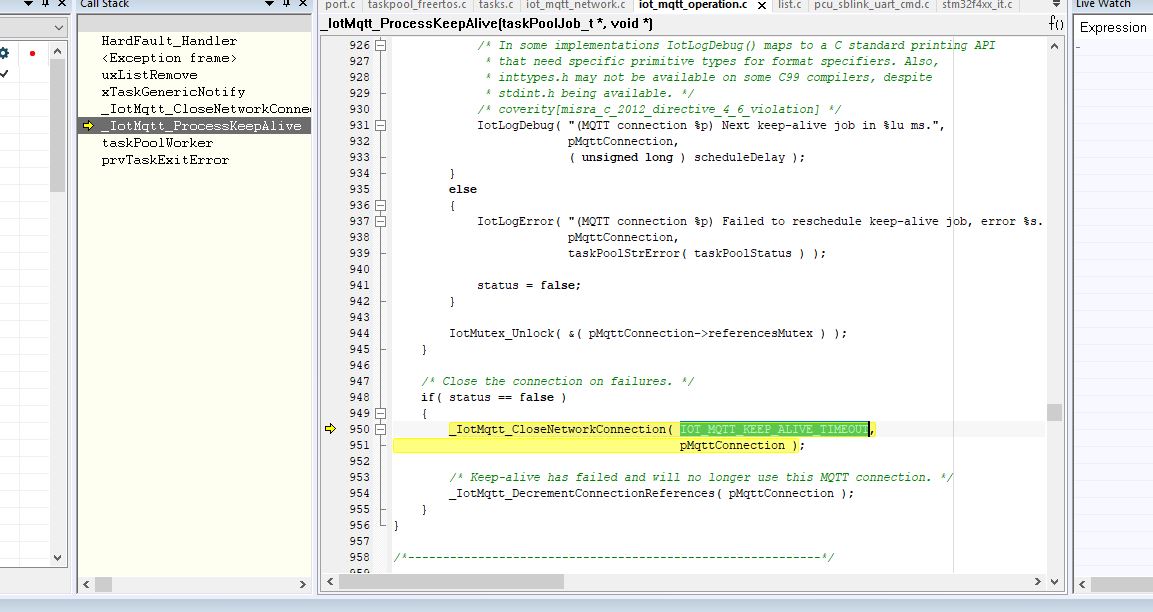 Call Stack
port.c taskpool_freertos.c tasks.c iot_mqtt_network.c iot_mqtt_operation.c list.c pcu_sblink_uart_cmd.c stm32f4xx_it.c
Live Watch
_IotMqtt_ProcessKeepAlive(taskPoolJob_t *, void *)
f()
Expression
HardFault_Handler
<Exception frame>
uxListRemove
xTaskGenericNotify
_IotMqtt_CloseNetworkConne
_IotMqtt_ProcessKeepAlive
taskPoolWorker
prvTaskExitError
926 /* In some implementations IotLogDebug() maps to a C standard printing API
927 * that need specific primitive types for format specifiers. Also,
928 * inttypes.h may not be available on some C99 compilers, despite
929 * stdint.h being available. */
930 /* coverity[misra_c_2012_directive_4_6_violation] */
931 IotLogDebug( "(MQTT connection %p) Next keep-alive job in %lu ms.",
932 pMqttConnection,
933 ( unsigned long ) scheduleDelay );
934 }
935 else
936 {
937 IotLogError( "(MQTT connection %p) Failed to reschedule keep-alive job, error %s.
938 pMqttConnection,
939 taskPoolStrError( taskPoolStatus ) );
940
941 status = false;
942 }
943
944 IotMutex_Unlock( &( pMqttConnection->referencesMutex ) );
945 }
946
947 /* Close the connection on failures. */
948 if( status == false )
949 {
950 _IotMqtt_CloseNetworkConnection( IOT_MQTT_KEEP_ALIVE_TIMEOUT,
951 pMqttConnection );
952
953 /* Keep-alive has failed and will no longer use this MQTT connection. */
954 _IotMqtt_DecrementConnectionReferences( pMqttConnection );
955 }
956 }
957
958 /*-----------------------------------------------------------*/
959